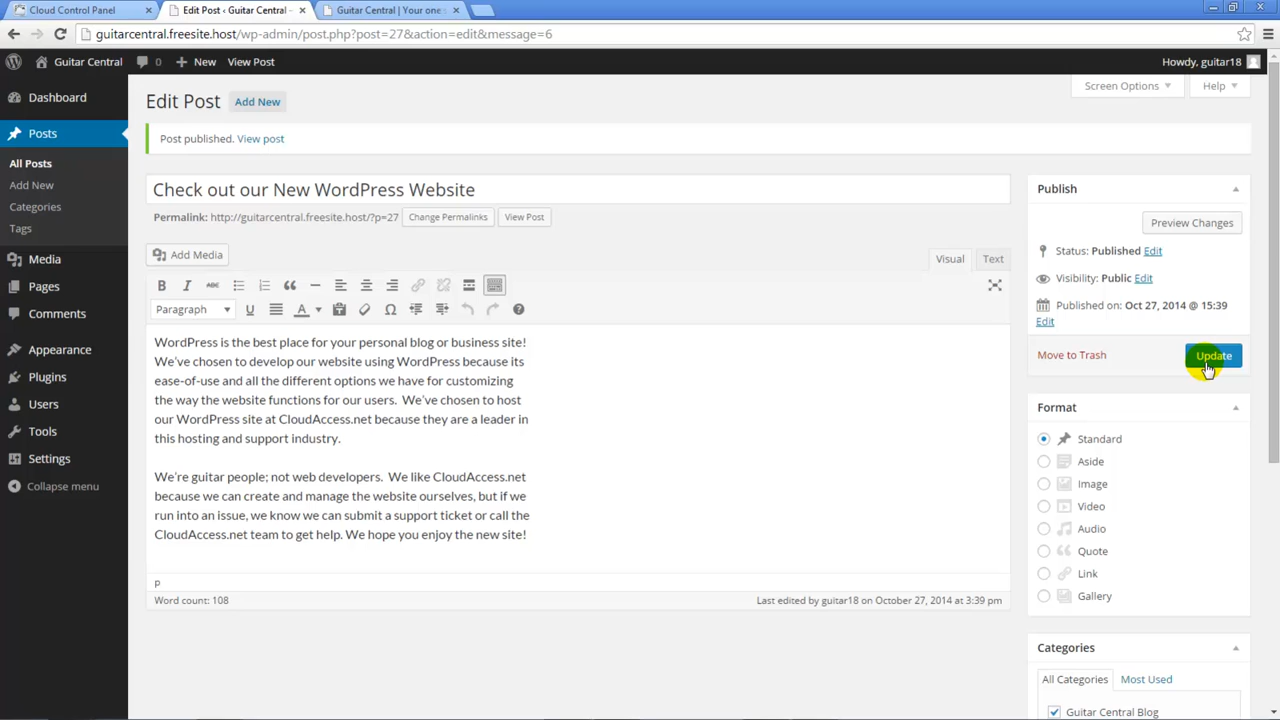 Cloud Control Panel
Edit Post ‹ Guitar Central –
Guitar Central | Your one
guitarcentral.freesite.host/wp-admin/post.php?post=27&action=edit&message=6
Guitar Central 0 New View Post Howdy, guitar18
Dashboard
Posts
All Posts
Add New
Categories
Tags
Media
Pages
Comments
Appearance
Plugins
Users
Tools
Settings
Collapse menu
Screen Options Help
Edit Post Add New
Post published. View post
Check out our New WordPress Website
Permalink: http://guitarcentral.freesite.host/?p=27 Change Permalinks View Post
Add Media
Visual Text
B I ABC
Paragraph U A Ω
WordPress is the best place for your personal blog or business site!
We've chosen to develop our website using WordPress because its
ease-of-use and all the different options we have for customizing
the way the website functions for our users. We've chosen to host
our WordPress site at CloudAccess.net because they are a leader in
this hosting and support industry.
We're guitar people; not web developers. We like CloudAccess.net
because we can create and manage the website ourselves, but if we
run into an issue, we know we can submit a support ticket or call the
CloudAccess.net team to get help. We hope you enjoy the new site!
p
Word count: 108
Last edited by guitar18 on October 27, 2014 at 3:39 pm
Publish
Preview Changes
Status: Published Edit
Visibility: Public Edit
Published on: Oct 27, 2014 @ 15:39
Edit
Move to Trash Update
Format
Standard
Aside
Image
Video
Audio
Quote
Link
Gallery
Categories
All Categories Most Used
Guitar Central Blog